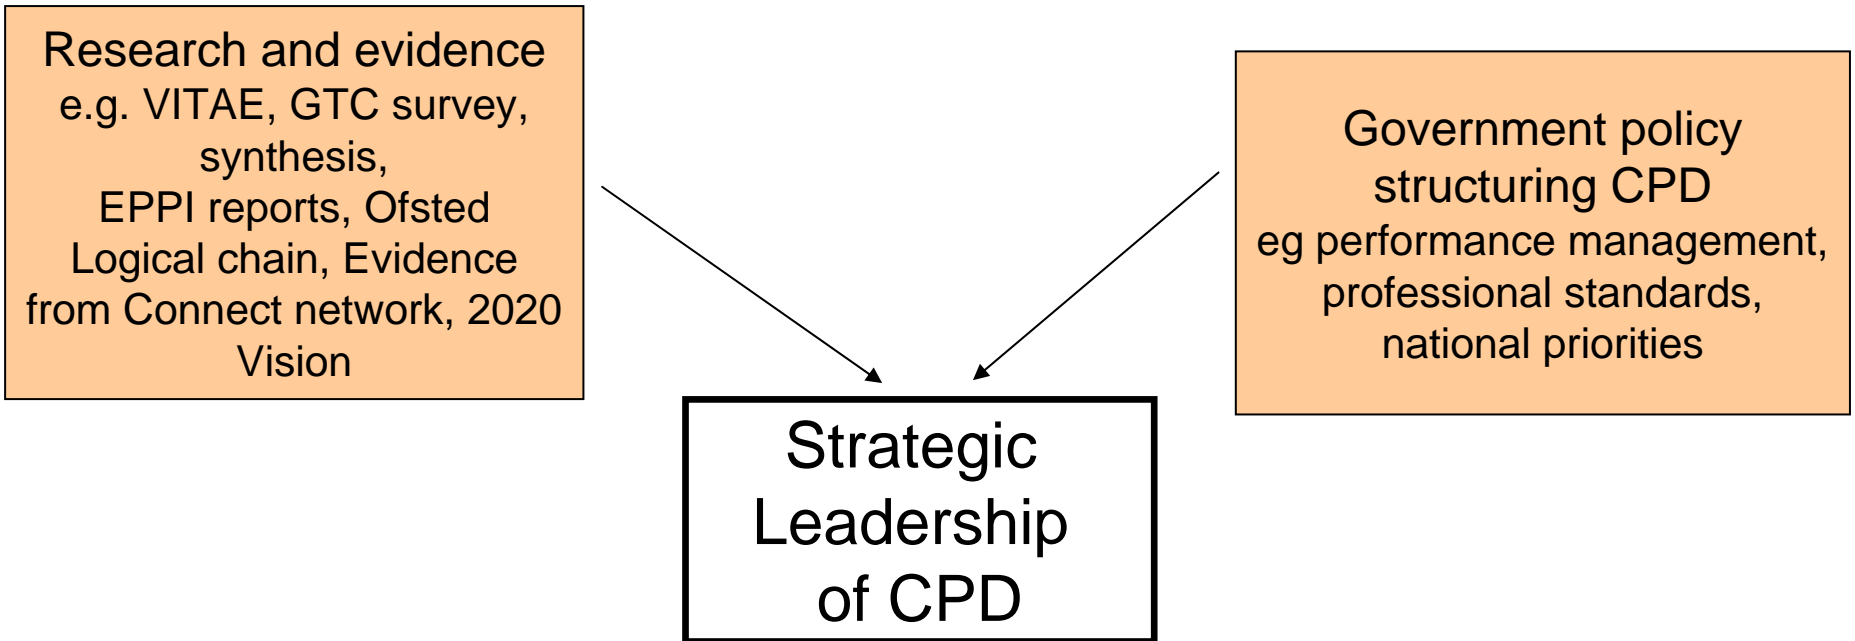 Research and evidence
e.g. VITAE, GTC survey,
synthesis,
EPPI reports, Ofsted
Logical chain, Evidence
from Connect network, 2020
Vision
Government policy
structuring CPD
eg performance management,
professional standards,
national priorities
Strategic
Leadership
of CPD